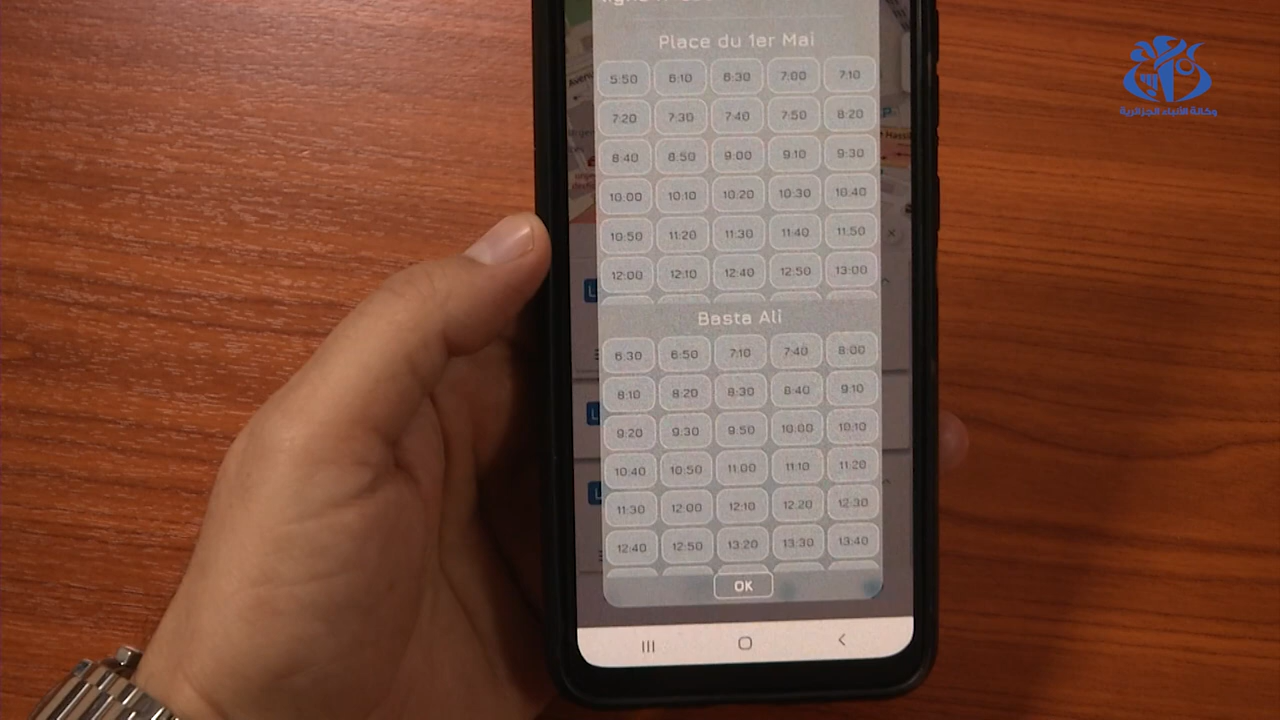 Place du 1er Mai
5:50 6:10 6:30 7:00 7:10
7:20 7:30 7:40 7:50 8:20
8:40 8:50 9:00 9:10 9:30
10:00 10:10 10:20 10:30 10:40
10:50 11:20 11:30 11:40 11:50
12:00 12:10 12:40 12:50 13:00
Basta Ali
6:30 6:50 7:10 7:40 8:00
8:10 8:20 8:30 8:40 9:10
9:20 9:30 9:50 10:00 10:10
10:40 10:50 11:00 11:10 11:20
11:30 12:00 12:10 12:20 12:30
12:40 12:50 13:20 13:30 13:40
OK
وكالة الأنباء الجزائرية